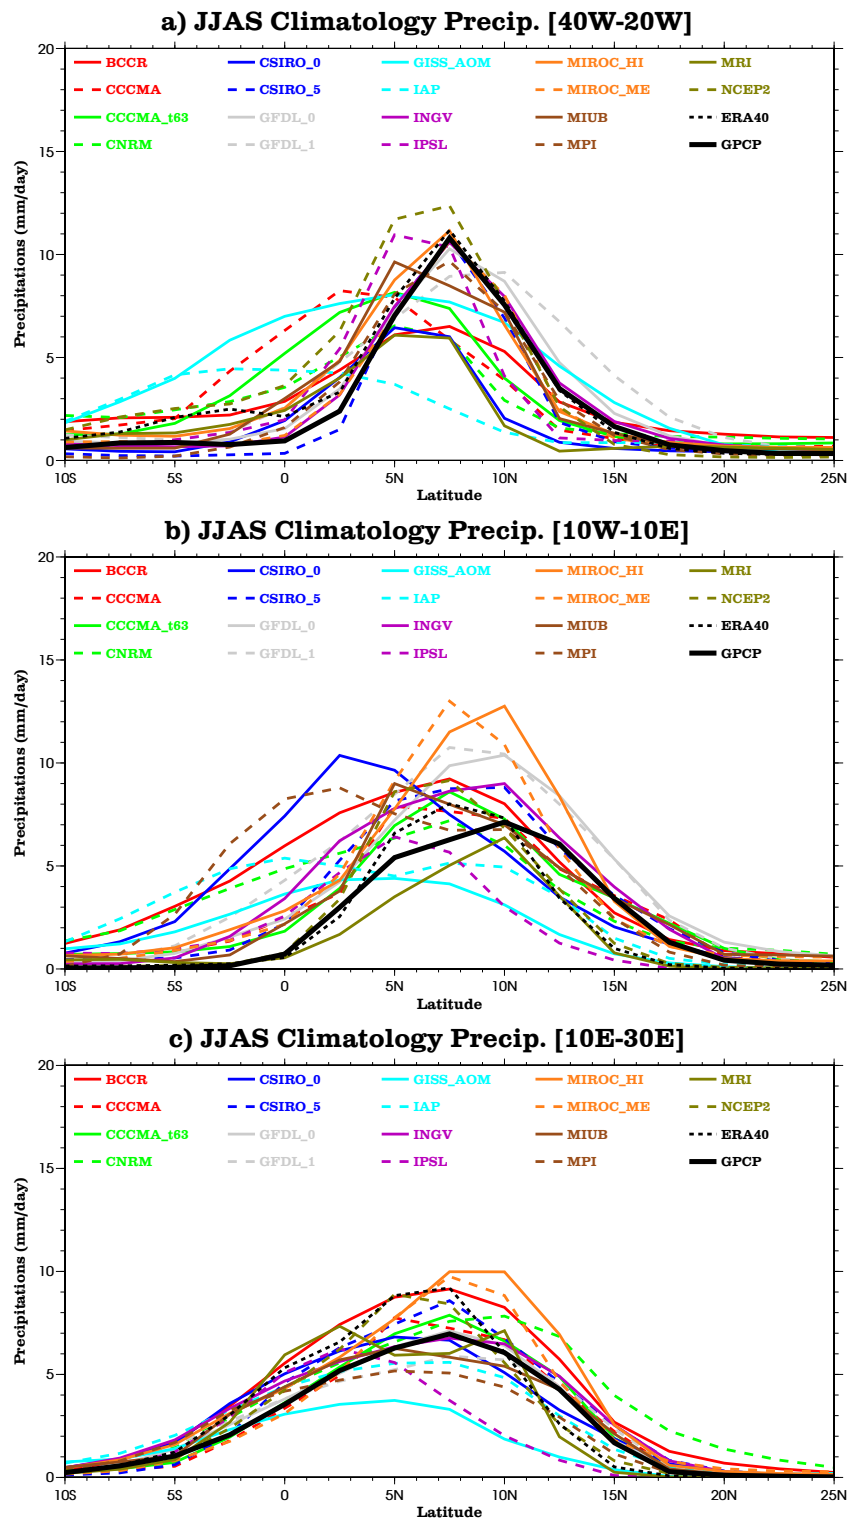 a) JJAS Climatology Precip. [40W-20W]
Precipitations (mm/day)
20
15
10
5
0
BCCR CSIRO_0 GISS_AOM MIROC_HI MRI
CCCMA CSIRO_5 IAP MIROC_ME NCEP2
CCCMA_t63 GFDL_0 INGV MIUB ERA40
CNRM GFDL_1 IPSL MPI GPCP
10S 5S 0 5N 10N 15N 20N 25N
Latitude
b) JJAS Climatology Precip. [10W-10E]
Precipitations (mm/day)
20
15
10
5
0
BCCR CSIRO_0 GISS_AOM MIROC_HI MRI
CCCMA CSIRO_5 IAP MIROC_ME NCEP2
CCCMA_t63 GFDL_0 INGV MIUB ERA40
CNRM GFDL_1 IPSL MPI GPCP
10S 5S 0 5N 10N 15N 20N 25N
Latitude
c) JJAS Climatology Precip. [10E-30E]
Precipitations (mm/day)
20
15
10
5
0
BCCR CSIRO_0 GISS_AOM MIROC_HI MRI
CCCMA CSIRO_5 IAP MIROC_ME NCEP2
CCCMA_t63 GFDL_0 INGV MIUB ERA40
CNRM GFDL_1 IPSL MPI GPCP
10S 5S 0 5N 10N 15N 20N 25N
Latitude